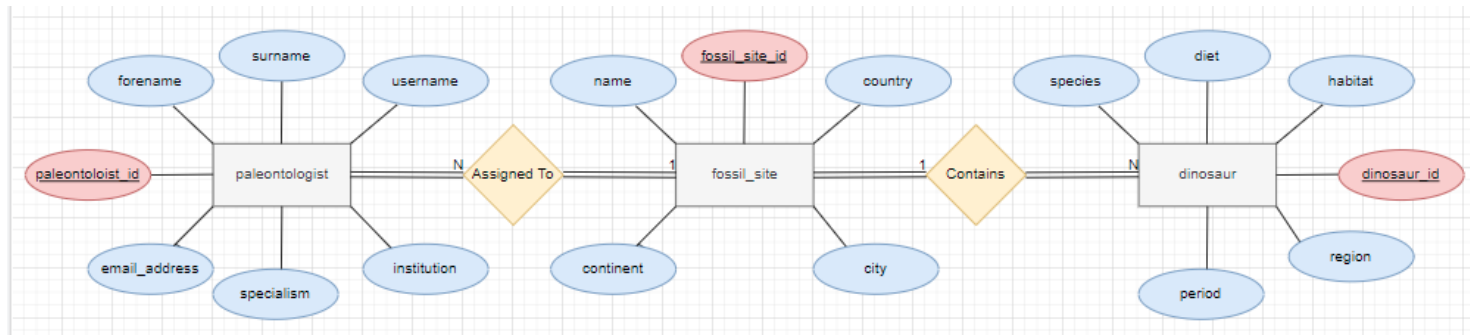 surname
forename
username
paleontoloist_id
paleontologist
email_address
specialism
institution
N
Assigned To
1
fossil_site_id
name
country
fossil_site
continent
city
1
Contains
N
diet
species
habitat
dinosaur
dinosaur_id
region
period